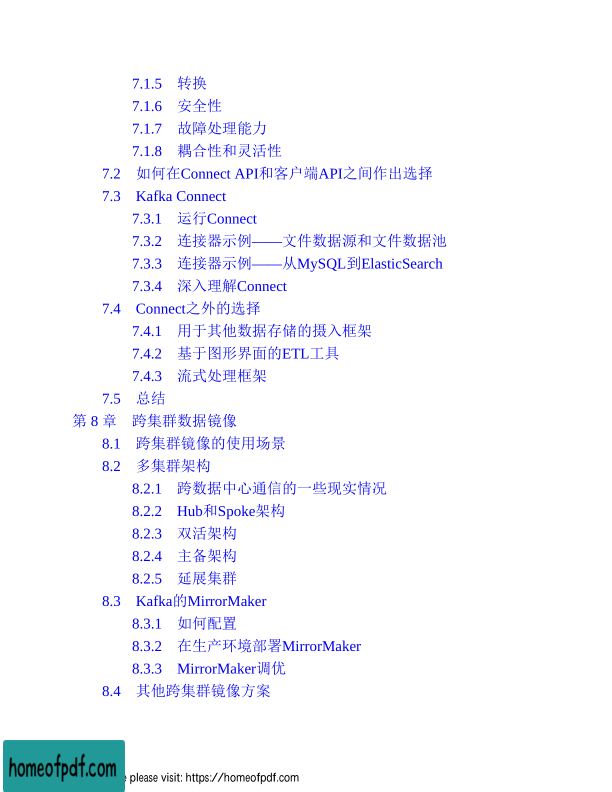 7.1.5 转换
7.1.6 安全性
7.1.7 故障处理能力
7.1.8 耦合性和灵活性
7.2 如何在Connect API和客户端API之间作出选择
7.3 Kafka Connect
7.3.1 运行Connect
7.3.2 连接器示例——文件数据源和文件数据池
7.3.3 连接器示例——从MySQL到ElasticSearch
7.3.4 深入理解Connect
7.4 Connect之外的选择
7.4.1 用于其他数据存储的摄入框架
7.4.2 基于图形界面的ETL工具
7.4.3 流式处理框架
7.5 总结
第 8 章 跨集群数据镜像
8.1 跨集群镜像的使用场景
8.2 多集群架构
8.2.1 跨数据中心通信的一些现实情况
8.2.2 Hub和Spoke架构
8.2.3 双活架构
8.2.4 主备架构
8.2.5 延展集群
8.3 Kafka的MirrorMaker
8.3.1 如何配置
8.3.2 在生产环境部署MirrorMaker
8.3.3 MirrorMaker调优
8.4 其他跨集群镜像方案
homeofpdf.com
please visit: https://homeofpdf.com